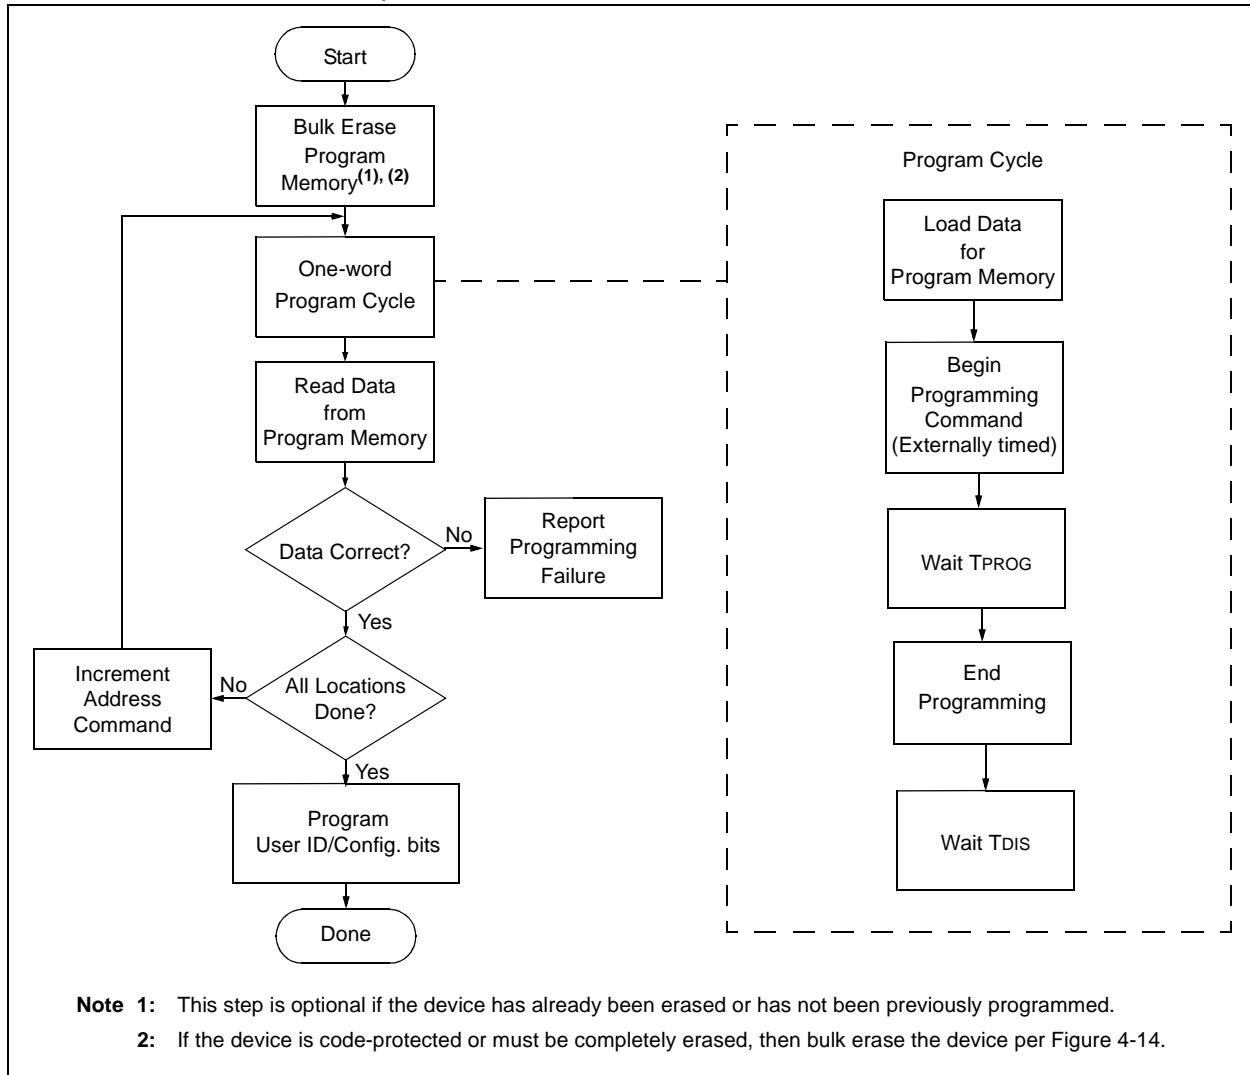 Start
Bulk Erase
Program
Memory(1), (2)
One-word
Program Cycle
Read Data
from
Program Memory
Data Correct?
No
Report
Programming
Failure
Yes
All Locations
Done?
No
Increment
Address
Command
Yes
Program
User ID/Config. bits
Done
Program Cycle
Load Data
for
Program Memory
Begin
Programming
Command
(Externally timed)
Wait TPROG
End
Programming
Wait TDIS
Note 1: This step is optional if the device has already been erased or has not been previously programmed.
2: If the device is code-protected or must be completely erased, then bulk erase the device per Figure 4-14.